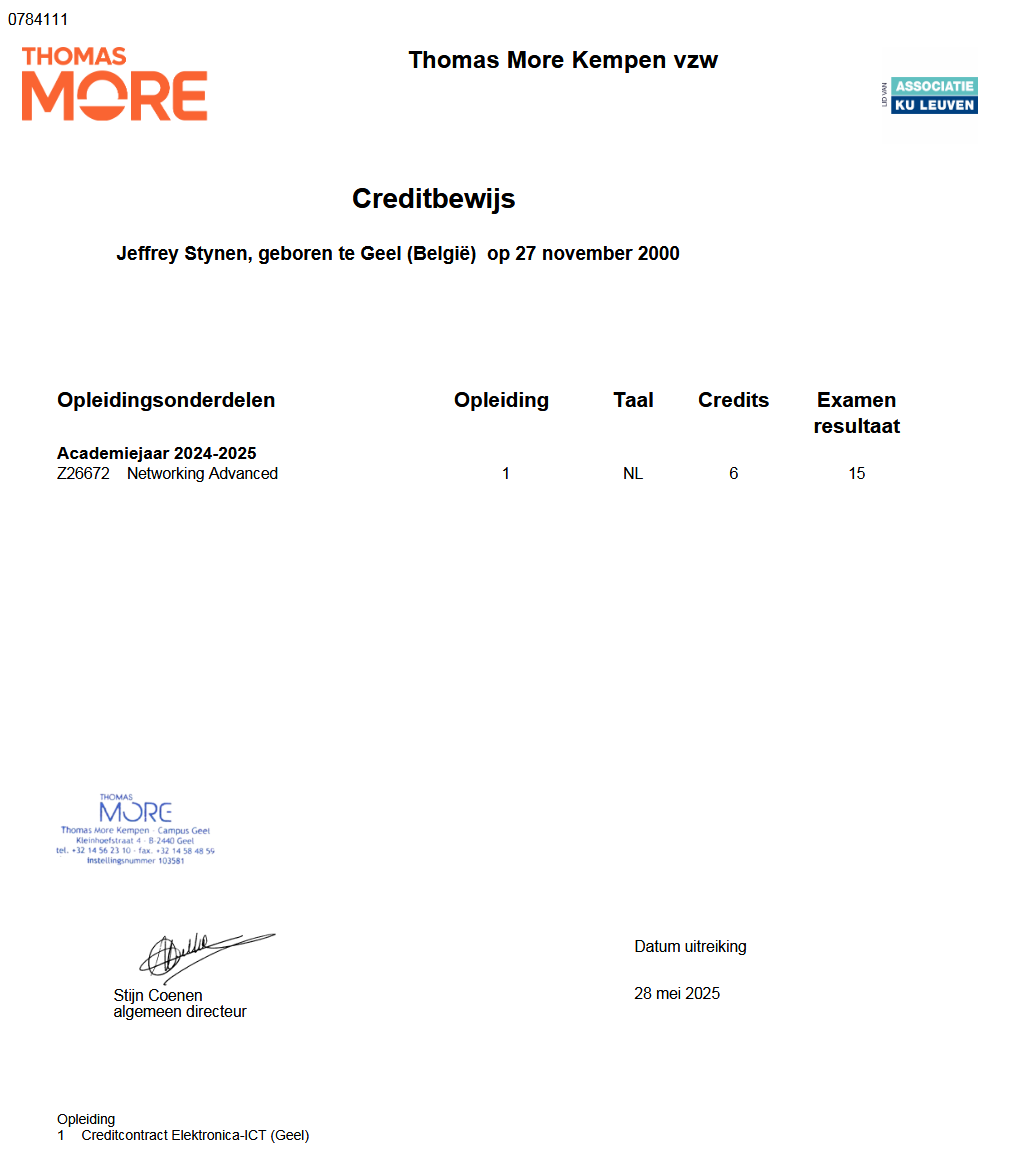 0784111
THOMAS
MORE
Thomas More Kempen vzw
LID VAN
ASSOCIATIE
KU LEUVEN
Creditbewijs
Jeffrey Stynen, geboren te Geel (België) op 27 november 2000
Opleidingsonderdelen Opleiding Taal Credits Examen
resultaat
Academiejaar 2024-2025
Z26672 Networking Advanced 1 NL 6 15
THOMAS
MORE
Thomas More Kempen - Campus Geel
Kleinhoefstraat 4 - B-2440 Geel
tel. +32 14 56 23 10 - fax. +32 14 58 48 59
Instellingsnummer 103581
Stijn Coenen
algemeen directeur
Datum uitreiking
28 mei 2025
Opleiding
1 Creditcontract Elektronica-ICT (Geel)